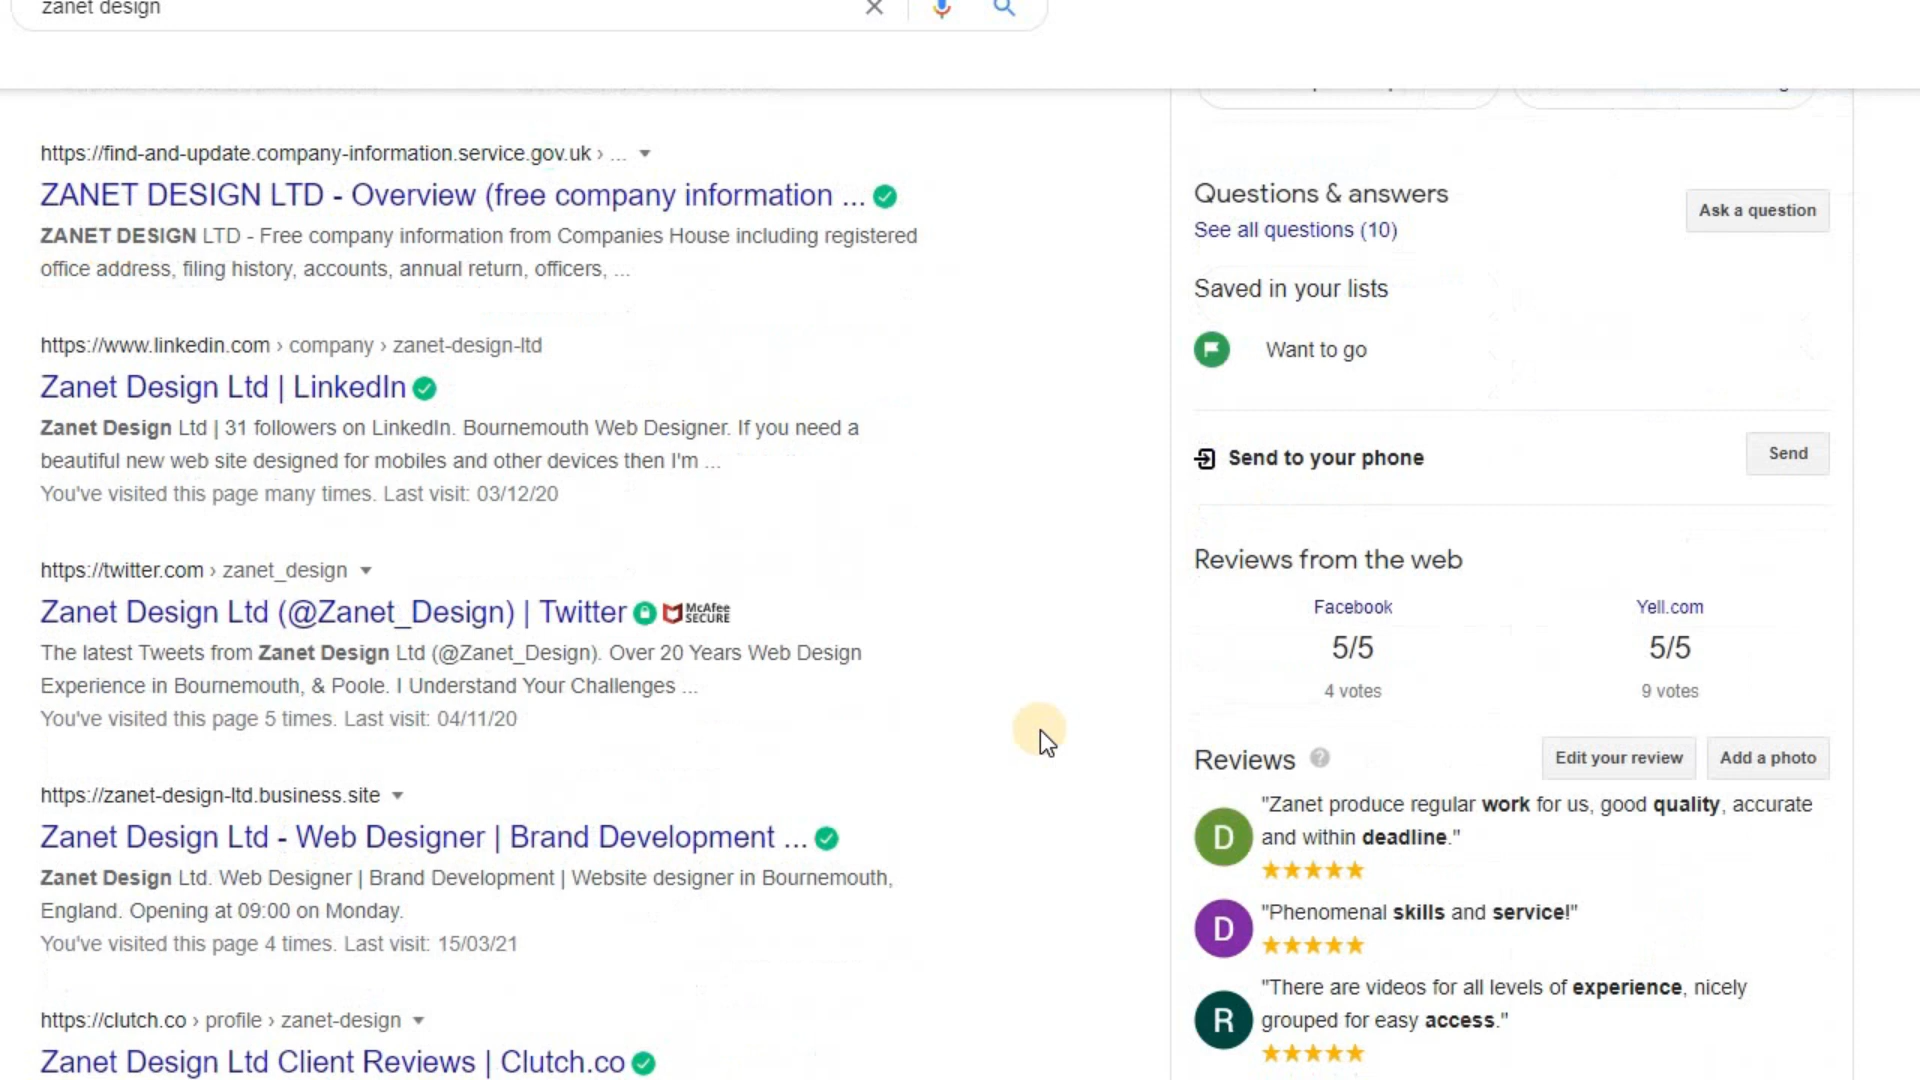 zanet design
https://find-and-update.company-information.service.gov.uk › ...
ZANET DESIGN LTD - Overview (free company information ...
ZANET DESIGN LTD - Free company information from Companies House including registered
office address, filing history, accounts, annual return, officers, ...
https://www.linkedin.com › company › zanet-design-ltd
Zanet Design Ltd | LinkedIn
Zanet Design Ltd | 31 followers on LinkedIn. Bournemouth Web Designer. If you need a
beautiful new web site designed for mobiles and other devices then I'm ...
You've visited this page many times. Last visit: 03/12/20
https://twitter.com › zanet_design
Zanet Design Ltd (@Zanet_Design) | Twitter
McAfee
SECURE
The latest Tweets from Zanet Design Ltd (@Zanet_Design). Over 20 Years Web Design
Experience in Bournemouth, & Poole. I Understand Your Challenges ...
You've visited this page 5 times. Last visit: 04/11/20
https://zanet-design-ltd.business.site
Zanet Design Ltd - Web Designer | Brand Development ...
Zanet Design Ltd. Web Designer | Brand Development | Website designer in Bournemouth,
England. Opening at 09:00 on Monday.
You've visited this page 4 times. Last visit: 15/03/21
https://clutch.co › profile › zanet-design
Zanet Design Ltd Client Reviews | Clutch.co
Questions & answers
See all questions (10)
Ask a question
Saved in your lists
Want to go
Send to your phone
Send
Reviews from the web
Facebook
5/5
4 votes
Yell.com
5/5
9 votes
Reviews
?
Edit your review
Add a photo
D
"Zanet produce regular work for us, good quality, accurate
and within deadline."
D
"Phenomenal skills and service!"
R
"There are videos for all levels of experience, nicely
grouped for easy access."